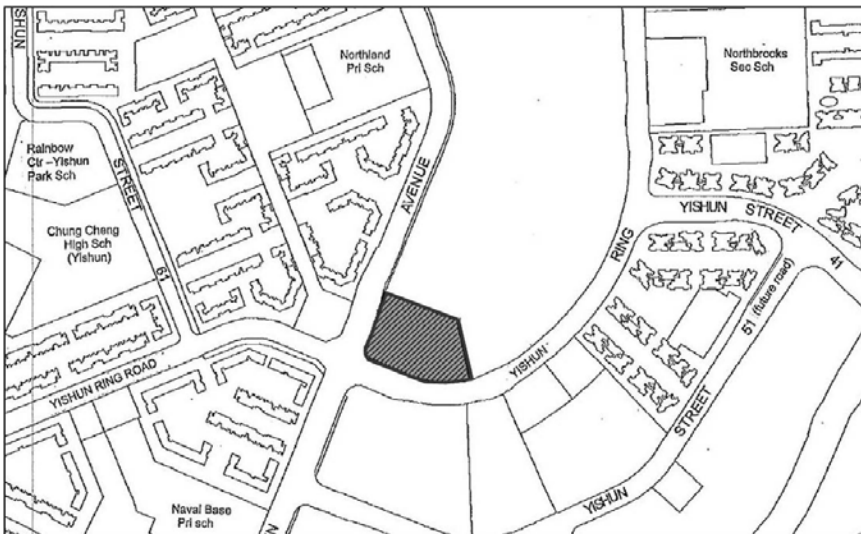 ISHUN
Northland
Pri Sch
Northbrooks
Sec Sch
Rainbow
Ctr –Yishun
Park Sch
STREET
AVENUE
Chung Cheng
High Sch
(Yishun)
61
YISHUN STREET
41
RING
51 (future road)
YISHUN RING ROAD
YISHUN
STREET
YISHUN
Naval Base
Pri sch